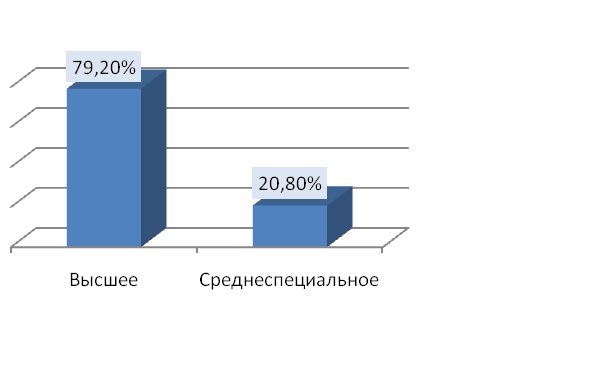 79,20%
20,80%
Высшее
Среднеспециальное